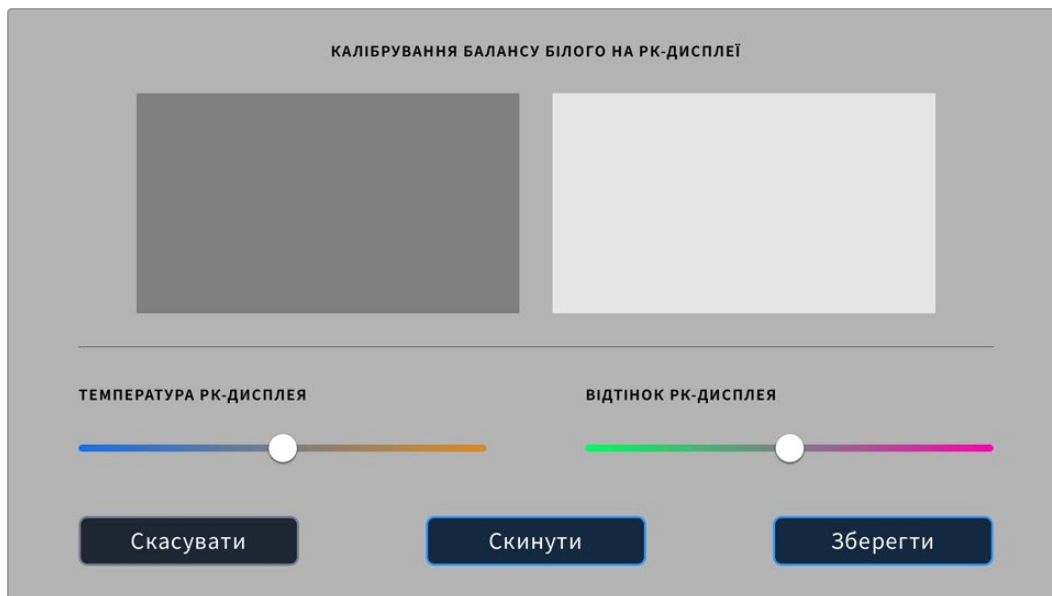 КАЛІБРУВАННЯ БАЛАНСУ БІЛОГО НА РК-ДИСПЛЕЇ
ТЕМПЕРАТУРА РК-ДИСПЛЕЯ
ВІДТІНОК РК-ДИСПЛЕЯ
Скасувати
Скинути
Зберегти